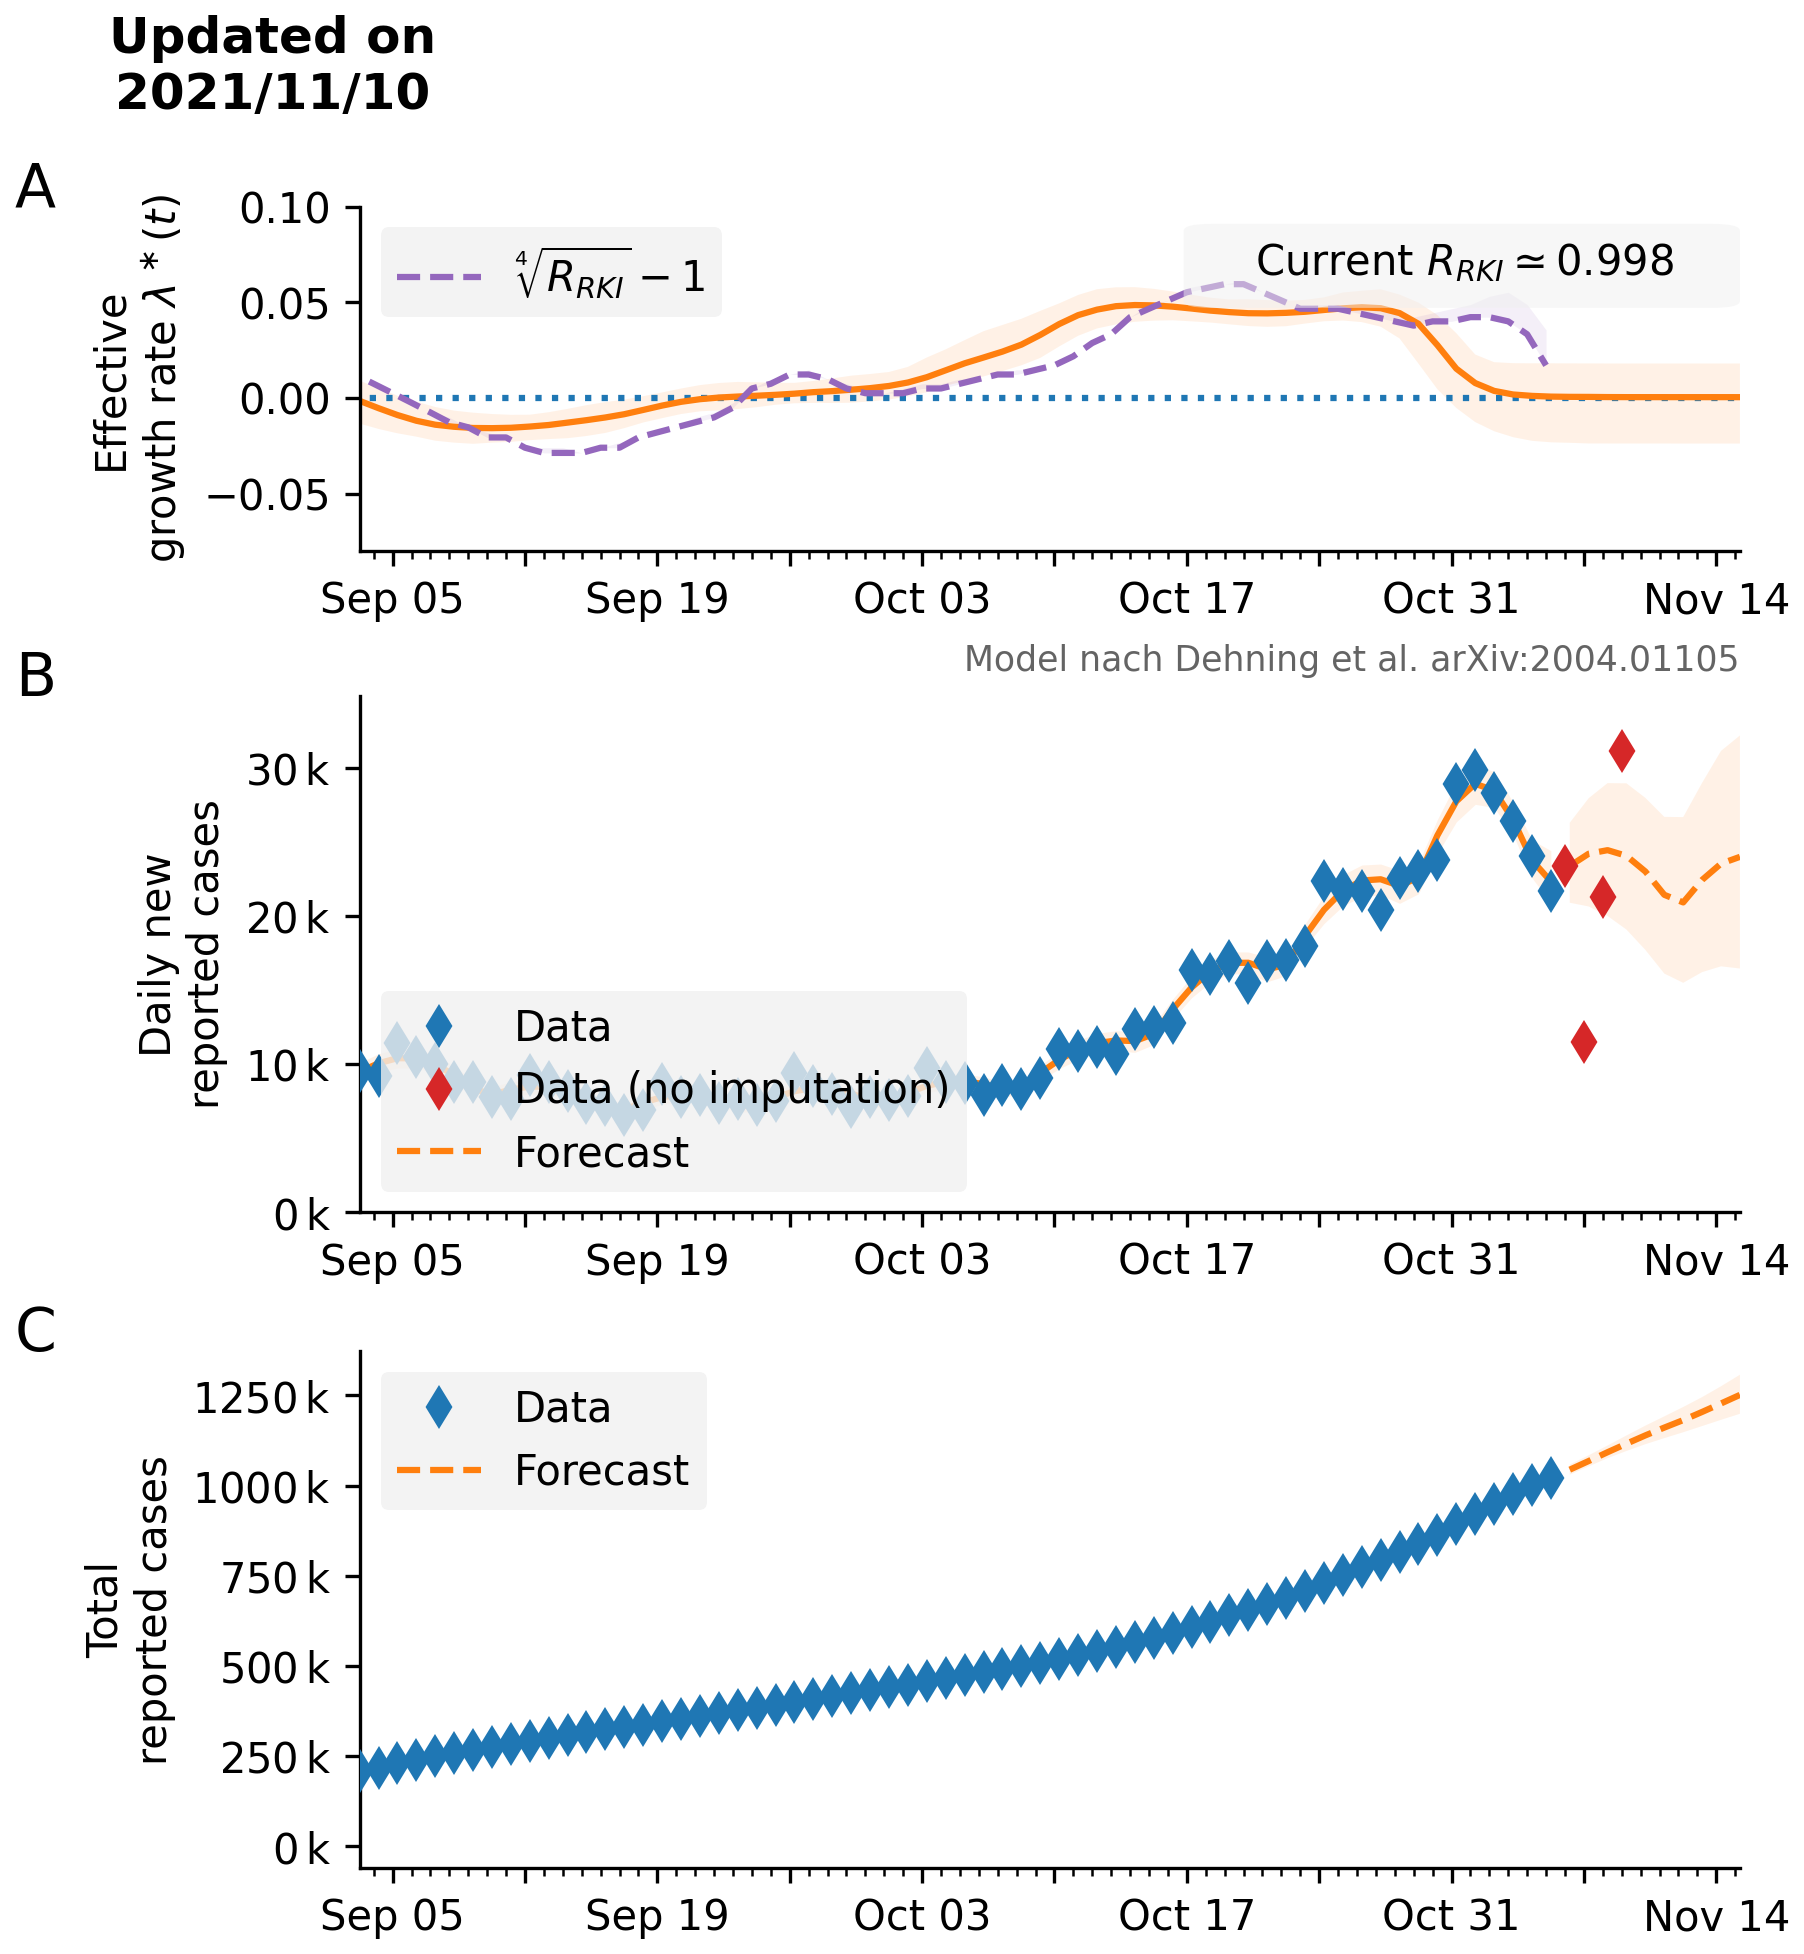 Updated on
2021/11/10
A
Effective
growth rate λ * (t)
0.10
0.05
0.00
−0.05
∜R_RKI − 1
Current R_RKI ≃ 0.998
Sep 05 Sep 19 Oct 03 Oct 17 Oct 31 Nov 14
Model nach Dehning et al. arXiv:2004.01105
B
Daily new
reported cases
30 k
20 k
10 k
0 k
Data
Data (no imputation)
Forecast
Sep 05 Sep 19 Oct 03 Oct 17 Oct 31 Nov 14
C
Total
reported cases
1250 k
1000 k
750 k
500 k
250 k
0 k
Data
Forecast
Sep 05 Sep 19 Oct 03 Oct 17 Oct 31 Nov 14